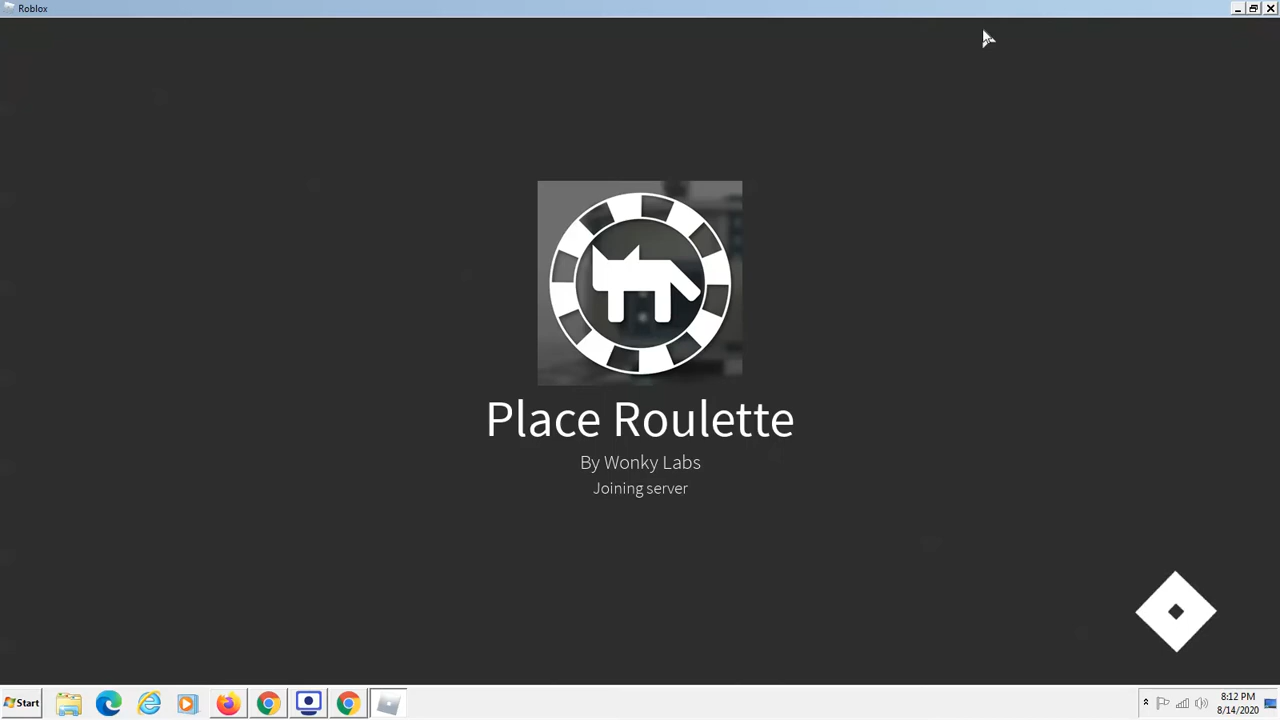 Roblox
Place Roulette
By Wonky Labs
Joining server
Start
8:12 PM
8/14/2020